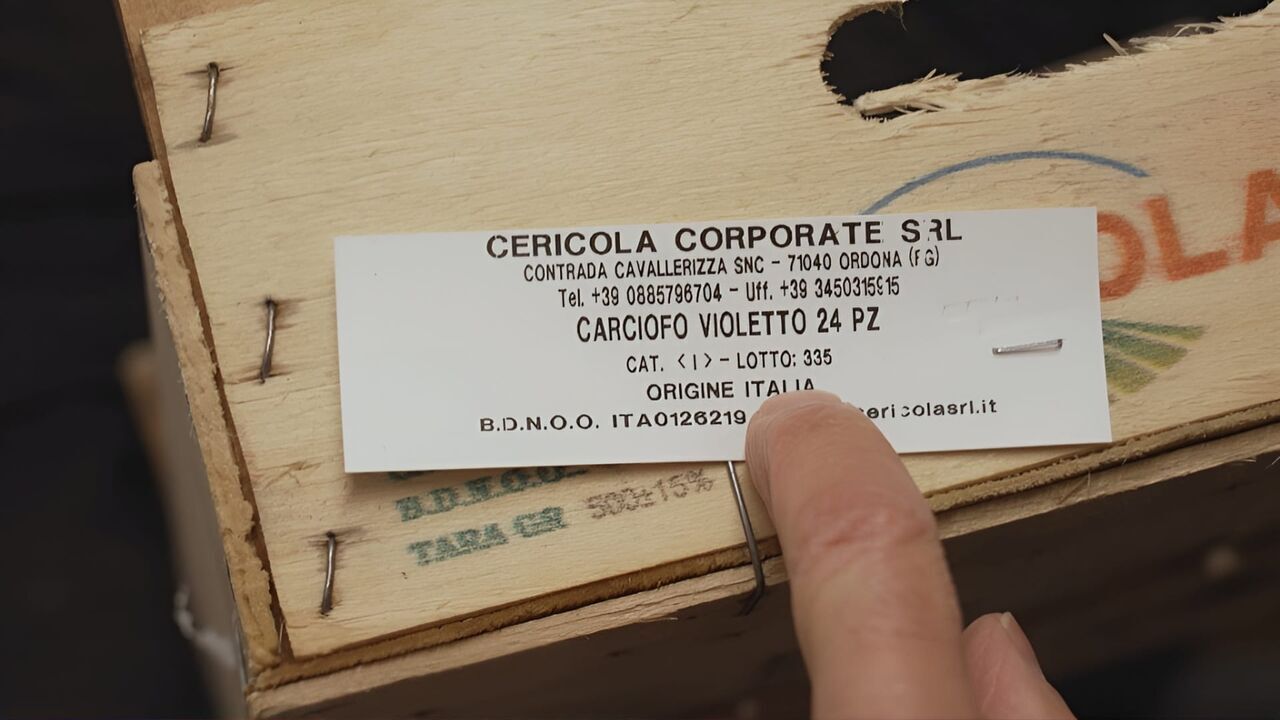 CERICOLA CORPORATE SRL
CONTRADA CAVALLERIZZA SNC - 71040 ORDONA (FG)
Tel. +39 0885796704 - Uff. +39 3450315915
CARCIOFO VIOLETTO 24 PZ
CAT. <I> - LOTTO: 335
ORIGINE ITALIA
B.D.N.O.O. ITA0126219 cericolasrl.it
OLA
B.D.N.O.O.
TARA GR 500±15%